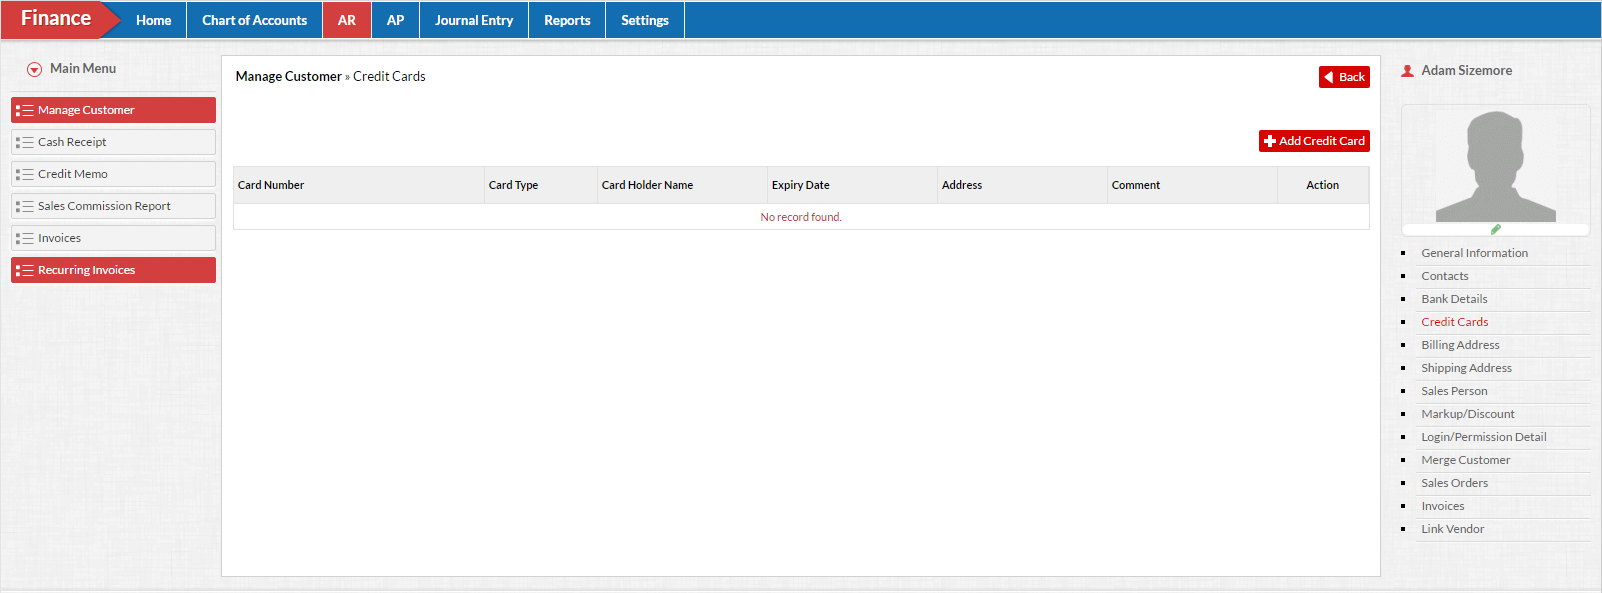 Finance
Home
Chart of Accounts
AR
AP
Journal Entry
Reports
Settings
Main Menu
Manage Customer
Cash Receipt
Credit Memo
Sales Commission Report
Invoices
Recurring Invoices
Manage Customer » Credit Cards
Back
Add Credit Card
Card Number Card Type Card Holder Name Expiry Date Address Comment Action
No record found.
Adam Sizemore
General Information
Contacts
Bank Details
Credit Cards
Billing Address
Shipping Address
Sales Person
Markup/Discount
Login/Permission Detail
Merge Customer
Sales Orders
Invoices
Link Vendor